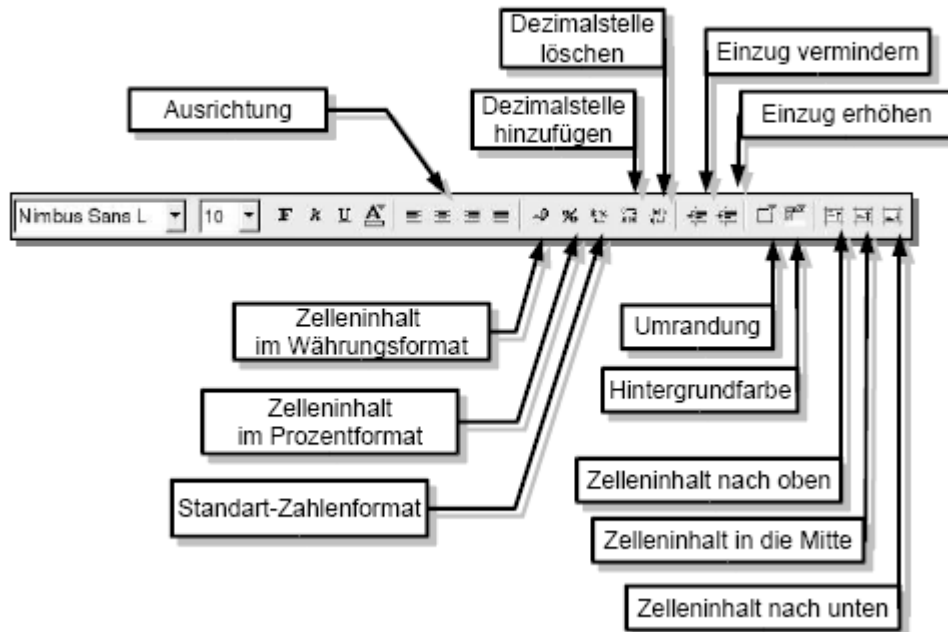 Dezimalstelle
löschen
Einzug vermindern
Ausrichtung
Dezimalstelle
hinzufügen
Einzug erhöhen
Nimbus Sans L
10
F k U A
%
Zelleninhalt
im Währungsformat
Umrandung
Zelleninhalt
im Prozentformat
Hintergrundfarbe
Standart-Zahlenformat
Zelleninhalt nach oben
Zelleninhalt in die Mitte
Zelleninhalt nach unten